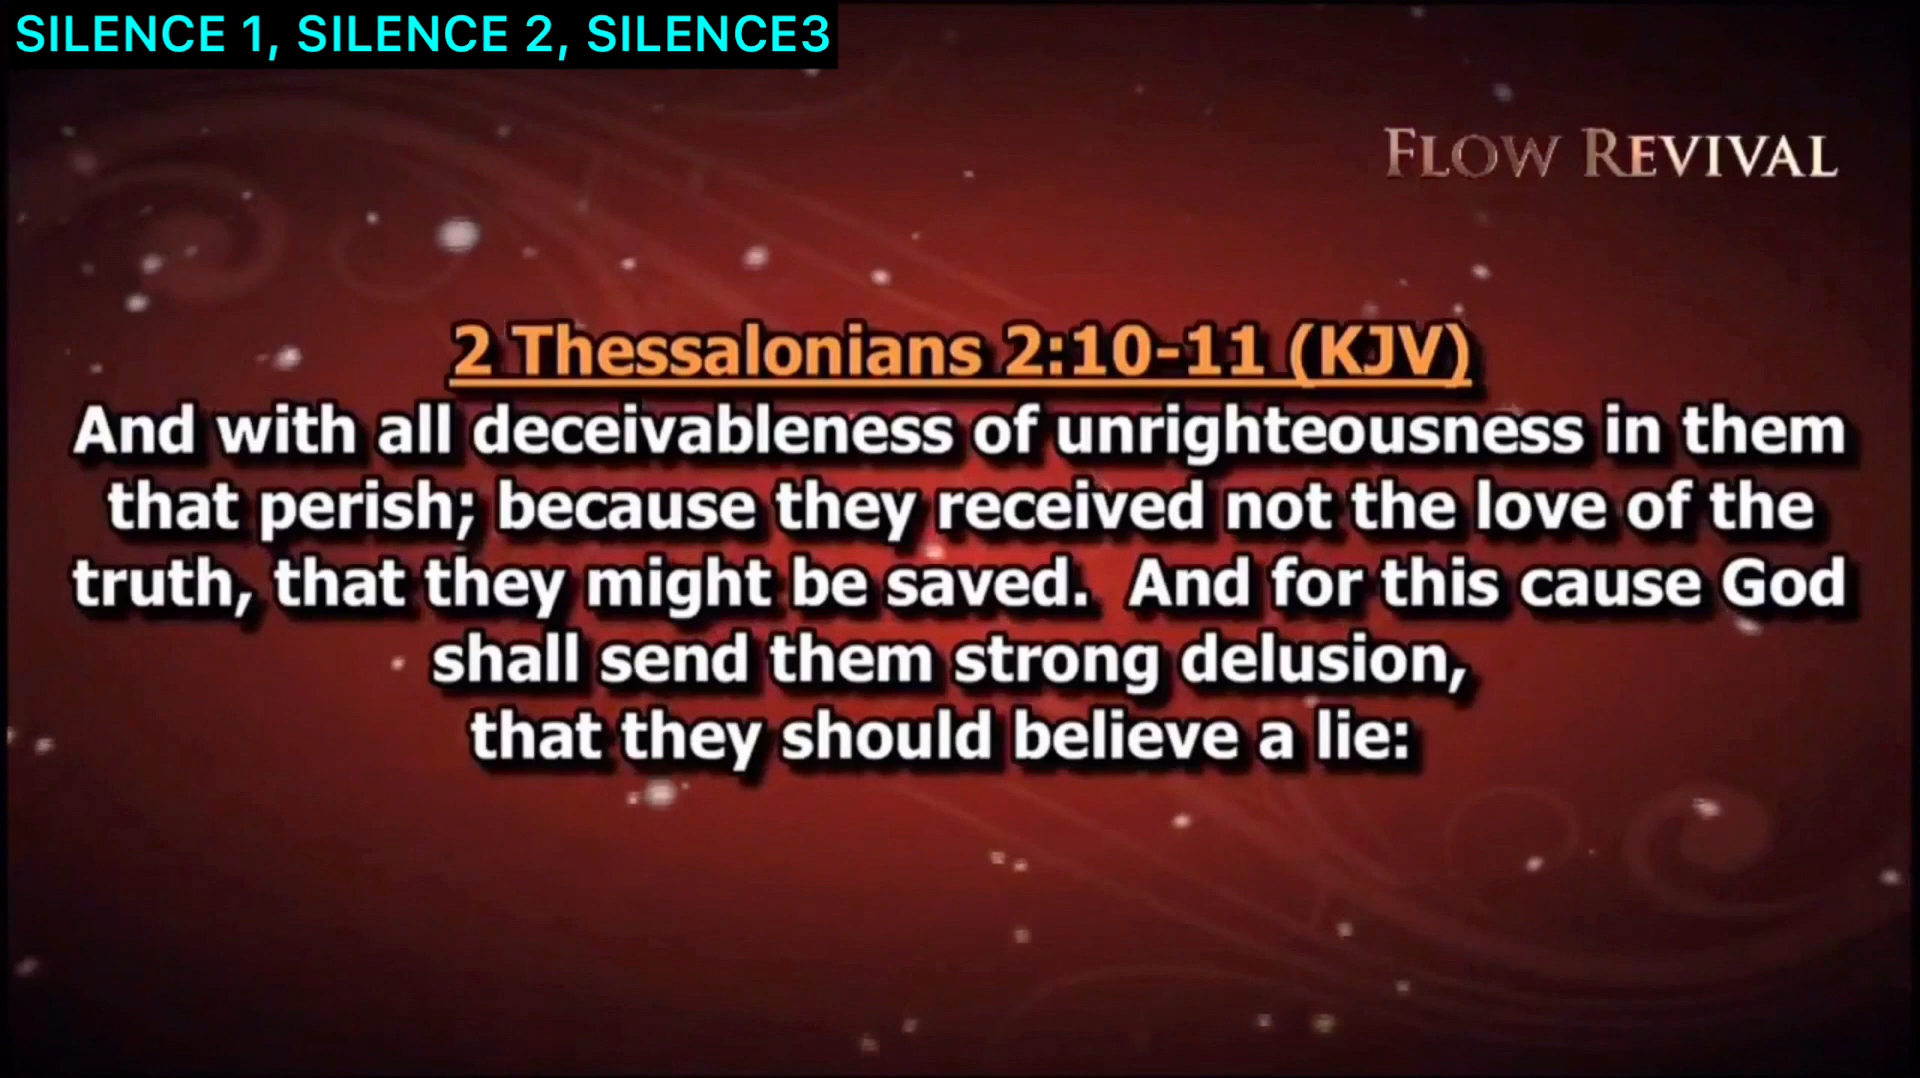 SILENCE 1, SILENCE 2, SILENCE3
FLOW REVIVAL
2 Thessalonians 2:10-11 (KJV)
And with all deceivableness of unrighteousness in them
that perish; because they received not the love of the
truth, that they might be saved.  And for this cause God
shall send them strong delusion,
that they should believe a lie: